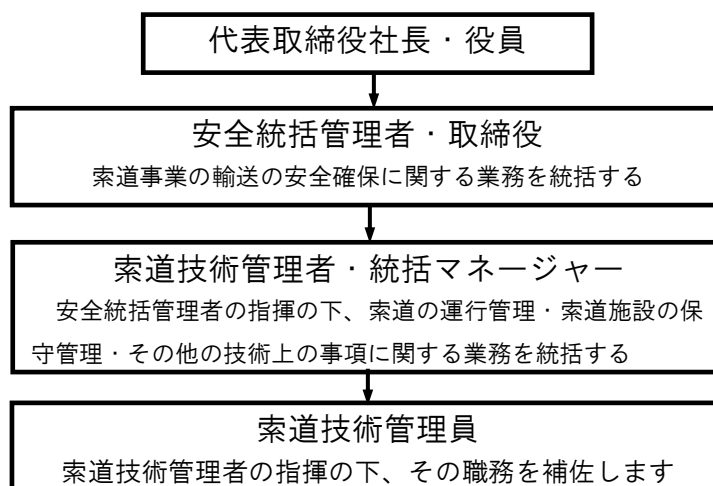 代表取締役社長・役員
安全統括管理者・取締役
索道事業の輸送の安全確保に関する業務を統括する
索道技術管理者・統括マネージャー
安全統括管理者の指揮の下、索道の運行管理・索道施設の保
守管理・その他の技術上の事項に関する業務を統括する
索道技術管理員
索道技術管理者の指揮の下、その職務を補佐します